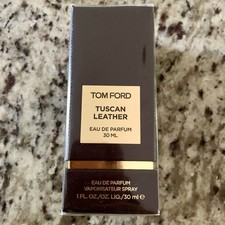 TOM FORD
TUSCAN
LEATHER
EAU DE PARFUM
30 ML
EAU DE PARFUM
VAPORISATEUR SPRAY
1 FL.OZ./OZ.LIQ./30 ml ℮